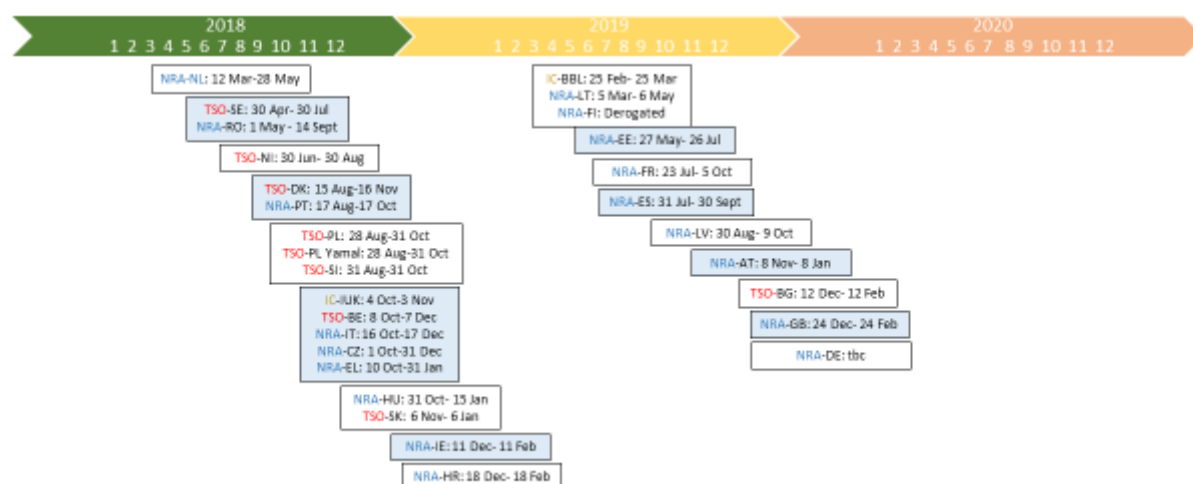 2018
1 2 3 4 5 6 7 8 9 10 11 12
2019
1 2 3 4 5 6 7 8 9 10 11 12
2020
1 2 3 4 5 6 7 8 9 10 11 12
NRA-NL: 12 Mar-28 May
TSO-SE: 30 Apr- 30 Jul
NRA-RO: 1 May - 14 Sept
TSO-NI: 30 Jun- 30 Aug
TSO-DK: 15 Aug-16 Nov
NRA-PT: 17 Aug-17 Oct
TSO-PL: 28 Aug-31 Oct
TSO-PL Yamal: 28 Aug-31 Oct
TSO-SI: 31 Aug-31 Oct
IC-IUK: 4 Oct-3 Nov
TSO-BE: 8 Oct-7 Dec
NRA-IT: 16 Oct-17 Dec
NRA-CZ: 1 Oct-31 Dec
NRA-EL: 10 Oct-31 Jan
NRA-HU: 31 Oct- 15 Jan
TSO-SK: 6 Nov- 6 Jan
NRA-IE: 11 Dec- 11 Feb
NRA-HR: 18 Dec- 18 Feb
IC-BBL: 25 Feb- 25 Mar
NRA-LT: 5 Mar- 6 May
NRA-FI: Derogated
NRA-EE: 27 May- 26 Jul
NRA-FR: 23 Jul- 5 Oct
NRA-ES: 31 Jul- 30 Sept
NRA-LV: 30 Aug- 9 Oct
NRA-AT: 8 Nov- 8 Jan
TSO-BG: 12 Dec- 12 Feb
NRA-GB: 24 Dec- 24 Feb
NRA-DE: tbc